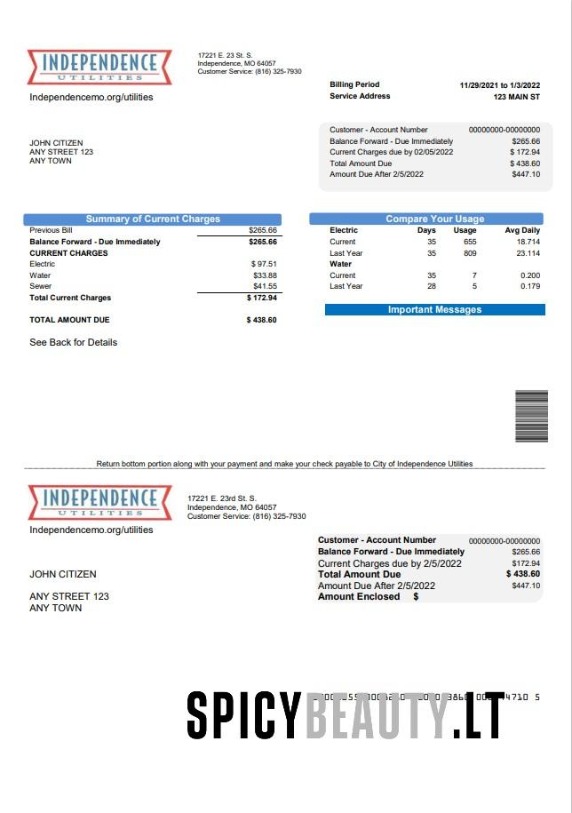 INDEPENDENCE
UTILITIES
Independencemo.org/utilities
17221 E. 23 St. S.
Independence, MO 64057
Customer Service: (816) 325-7930
Billing Period 11/29/2021 to 1/3/2022
Service Address 123 MAIN ST
JOHN CITIZEN
ANY STREET 123
ANY TOWN
Customer - Account Number 00000000-00000000
Balance Forward - Due Immediately $265.66
Current Charges due by 02/05/2022 $ 172.94
Total Amount Due $ 438.60
Amount Due After 2/5/2022 $447.10
Summary of Current Charges
Previous Bill $265.66
Balance Forward - Due Immediately $265.66
CURRENT CHARGES
Electric $ 97.51
Water $33.88
Sewer $41.55
Total Current Charges $ 172.94
TOTAL AMOUNT DUE $ 438.60
See Back for Details
Compare Your Usage
Electric Days Usage Avg Daily
Current 35 655 18.714
Last Year 35 809 23.114
Water
Current 35 7 0.200
Last Year 28 5 0.179
Important Messages
Return bottom portion along with your payment and make your check payable to City of Independence Utilities
INDEPENDENCE
UTILITIES
Independencemo.org/utilities
17221 E. 23rd St. S.
Independence, MO 64057
Customer Service: (816) 325-7930
JOHN CITIZEN
ANY STREET 123
ANY TOWN
Customer - Account Number 00000000-00000000
Balance Forward - Due Immediately $265.66
Current Charges due by 2/5/2022 $172.94
Total Amount Due $ 438.60
Amount Due After 2/5/2022 $447.10
Amount Enclosed $
4710 5
SPICYBEAUTY.LT